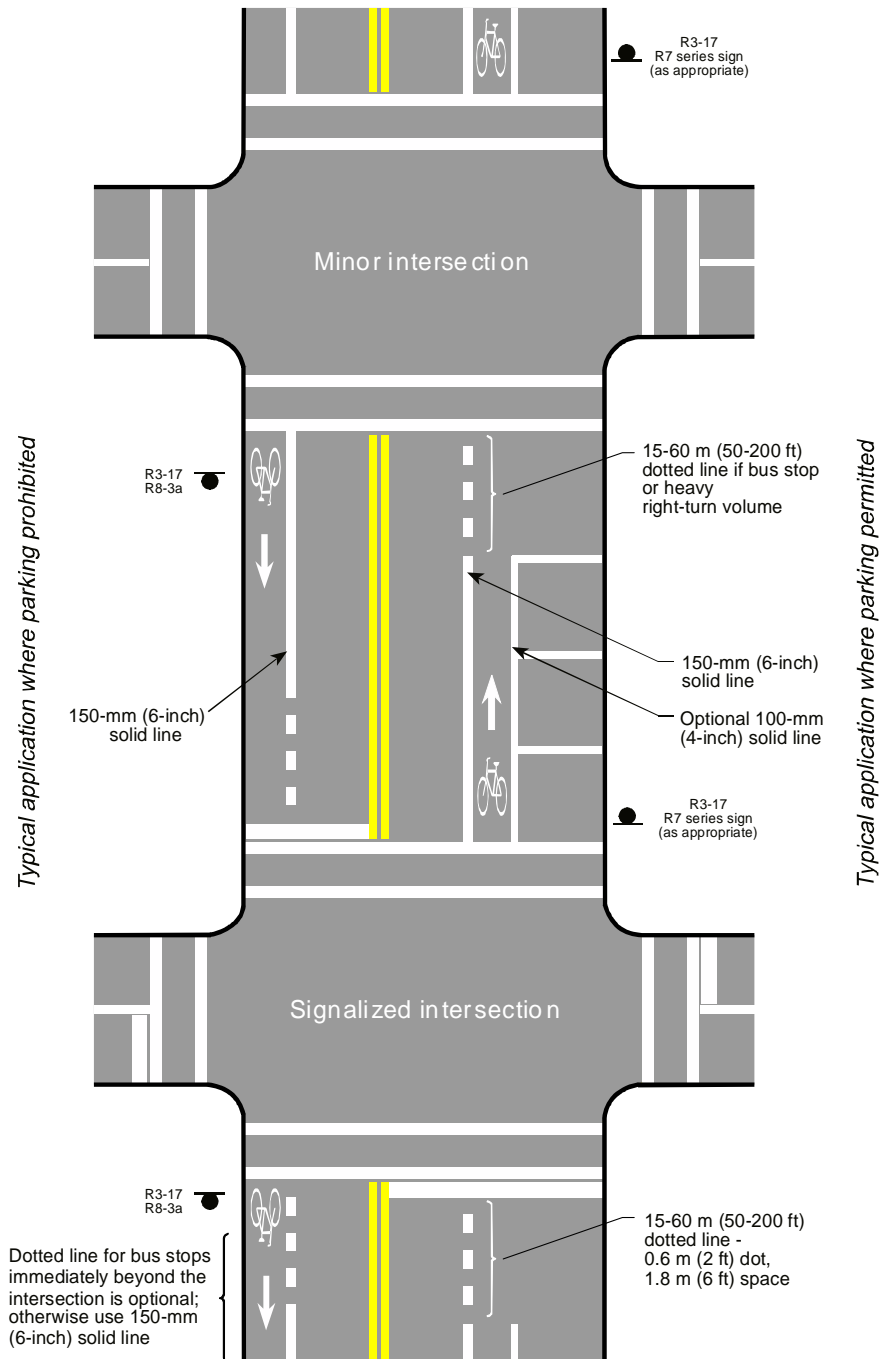 R3-17
R7 series sign
(as appropriate)
Minor intersection
Typical application where parking prohibited
Typical application where parking permitted
R3-17
R8-3a
15-60 m (50-200 ft)
dotted line if bus stop
or heavy
right-turn volume
150-mm (6-inch)
solid line
150-mm (6-inch)
solid line
Optional 100-mm
(4-inch) solid line
R3-17
R7 series sign
(as appropriate)
Signalized intersection
R3-17
R8-3a
15-60 m (50-200 ft)
dotted line -
0.6 m (2 ft) dot,
1.8 m (6 ft) space
Dotted line for bus stops
immediately beyond the
intersection is optional;
otherwise use 150-mm
(6-inch) solid line